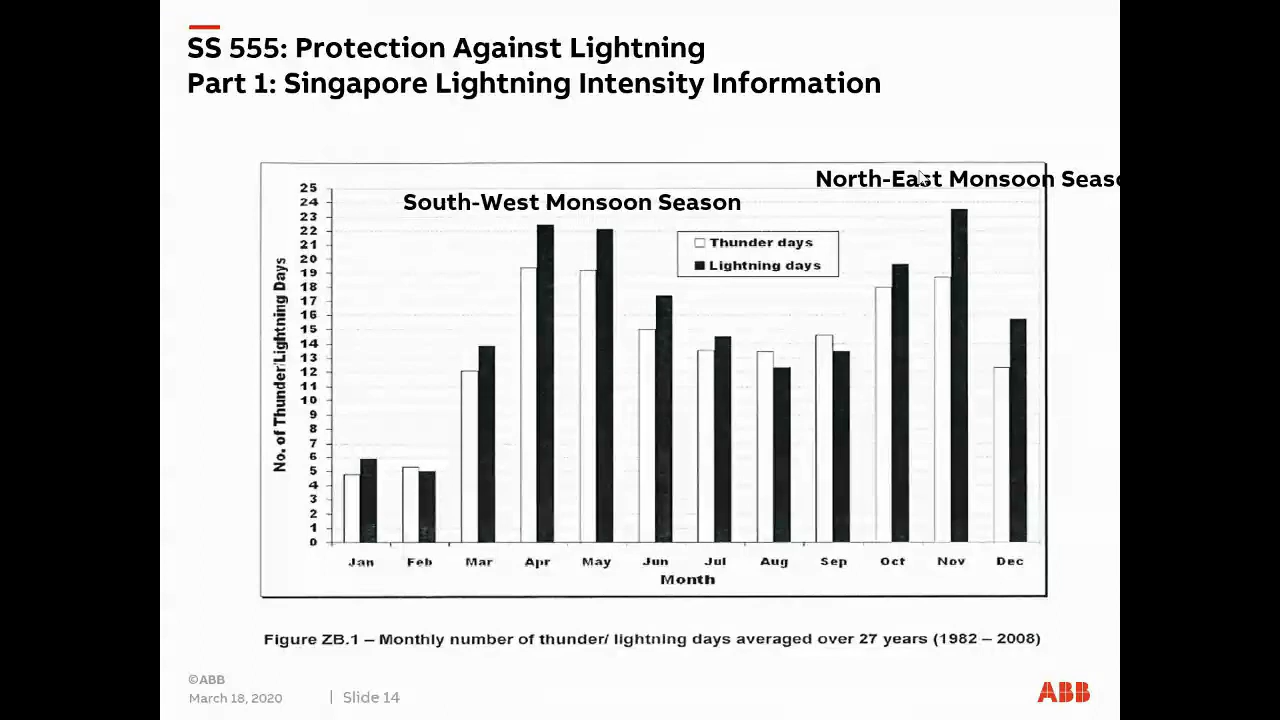 SS 555: Protection Against Lightning
Part 1: Singapore Lightning Intensity Information
North-East Monsoon Seaso
South-West Monsoon Season
Thunder days
Lightning days
No. of Thunder/Lightning Days
25
24
23
22
21
20
19
18
17
16
15
14
13
12
11
10
9
8
7
6
5
4
3
2
1
0
Jan Feb Mar Apr May Jun Jul Aug Sep Oct Nov Dec
Month
Figure ZB.1 – Monthly number of thunder/ lightning days averaged over 27 years (1982 – 2008)
©ABB
March 18, 2020 | Slide 14
ABB